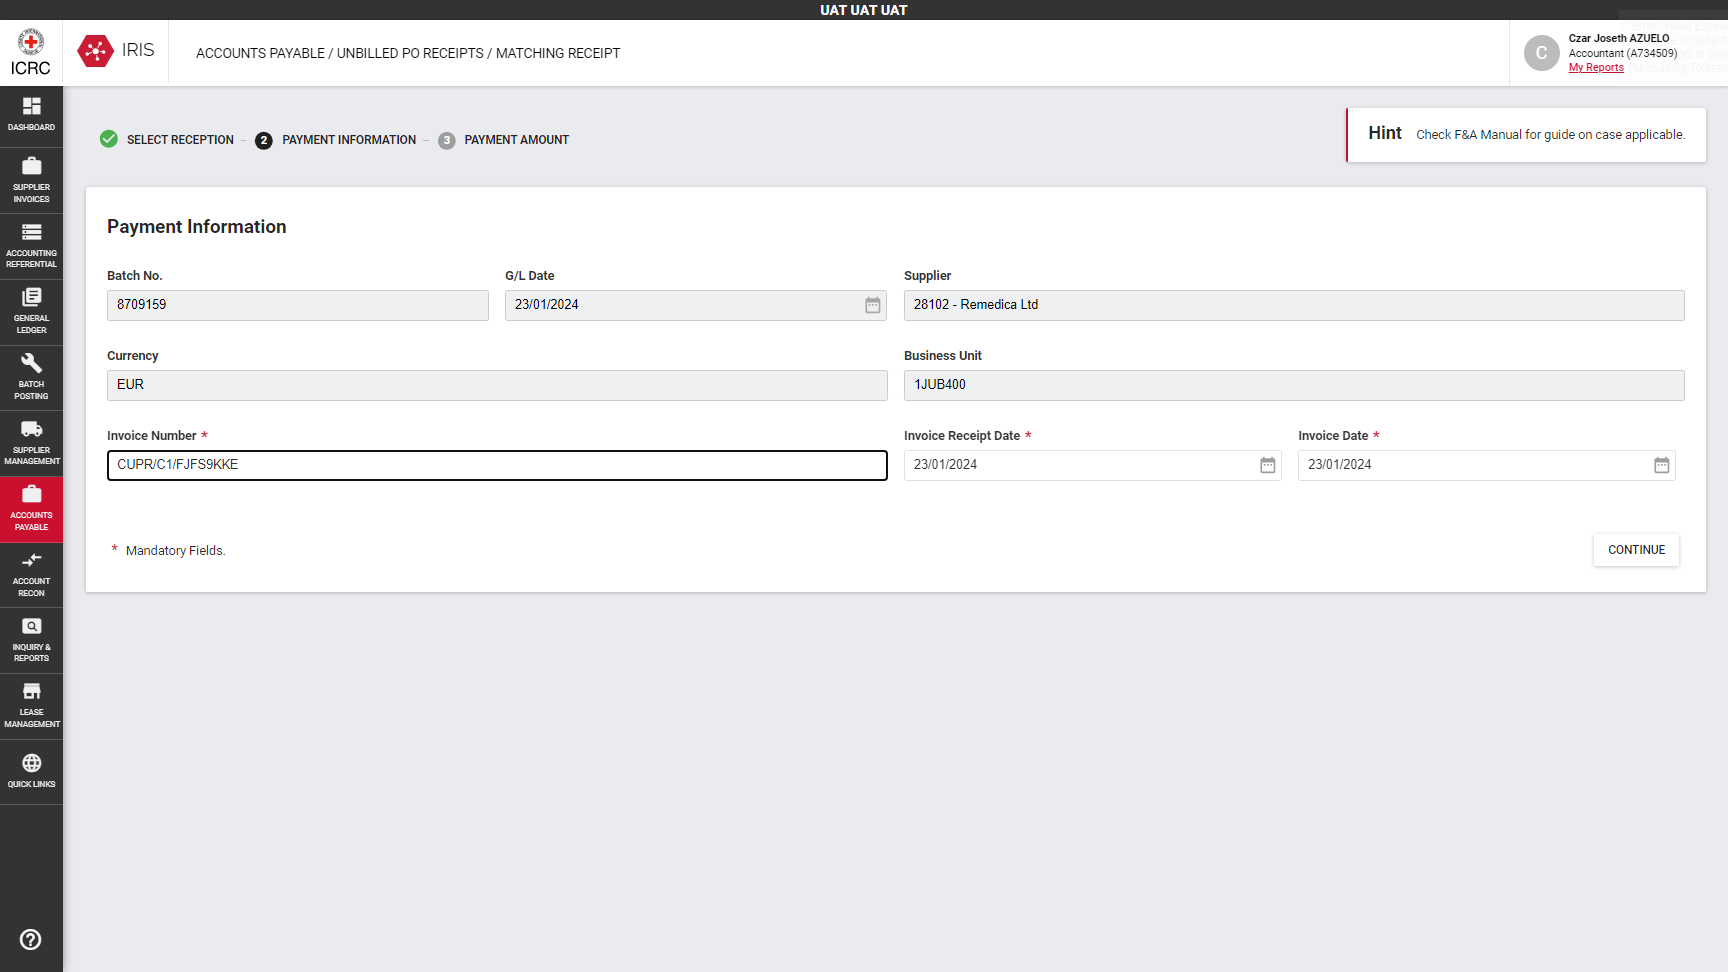 UAT UAT UAT
ICRC
IRIS
ACCOUNTS PAYABLE / UNBILLED PO RECEIPTS / MATCHING RECEIPT
C
Czar Joseth AZUELO
Accountant (A734509)
My Reports
DASHBOARD
SUPPLIER
INVOICES
ACCOUNTING
REFERENTIAL
GENERAL
LEDGER
BATCH
POSTING
SUPPLIER
MANAGEMENT
ACCOUNTS
PAYABLE
ACCOUNT
RECON
INQUIRY &
REPORTS
LEASE
MANAGEMENT
QUICK LINKS
SELECT RECEPTION – 2 PAYMENT INFORMATION – 3 PAYMENT AMOUNT
Hint Check F&A Manual for guide on case applicable.
Payment Information
Batch No. G/L Date Supplier
8709159 23/01/2024 28102 - Remedica Ltd
Currency Business Unit
EUR 1JUB400
Invoice Number * Invoice Receipt Date * Invoice Date *
CUPR/C1/FJFS9KKE 23/01/2024 23/01/2024
* Mandatory Fields.
CONTINUE